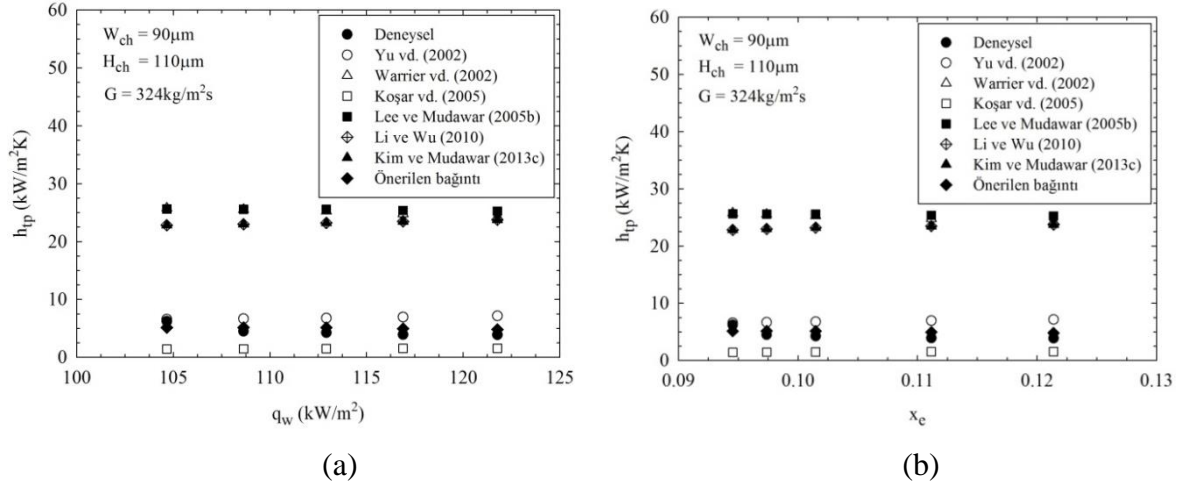 60
50
40
30
20
10
0
h_tp (kW/m²K)
W_ch = 90μm
H_ch = 110μm
G = 324kg/m²s
Deneysel
Yu vd. (2002)
Warrier vd. (2002)
Koşar vd. (2005)
Lee ve Mudawar (2005b)
Li ve Wu (2010)
Kim ve Mudawar (2013c)
Önerilen bağıntı
100 105 110 115 120 125
q_w (kW/m²)
(a)
60
50
40
30
20
10
0
h_tp (kW/m²K)
W_ch = 90μm
H_ch = 110μm
G = 324kg/m²s
Deneysel
Yu vd. (2002)
Warrier vd. (2002)
Koşar vd. (2005)
Lee ve Mudawar (2005b)
Li ve Wu (2010)
Kim ve Mudawar (2013c)
Önerilen bağıntı
0.09 0.10 0.11 0.12 0.13
x_e
(b)